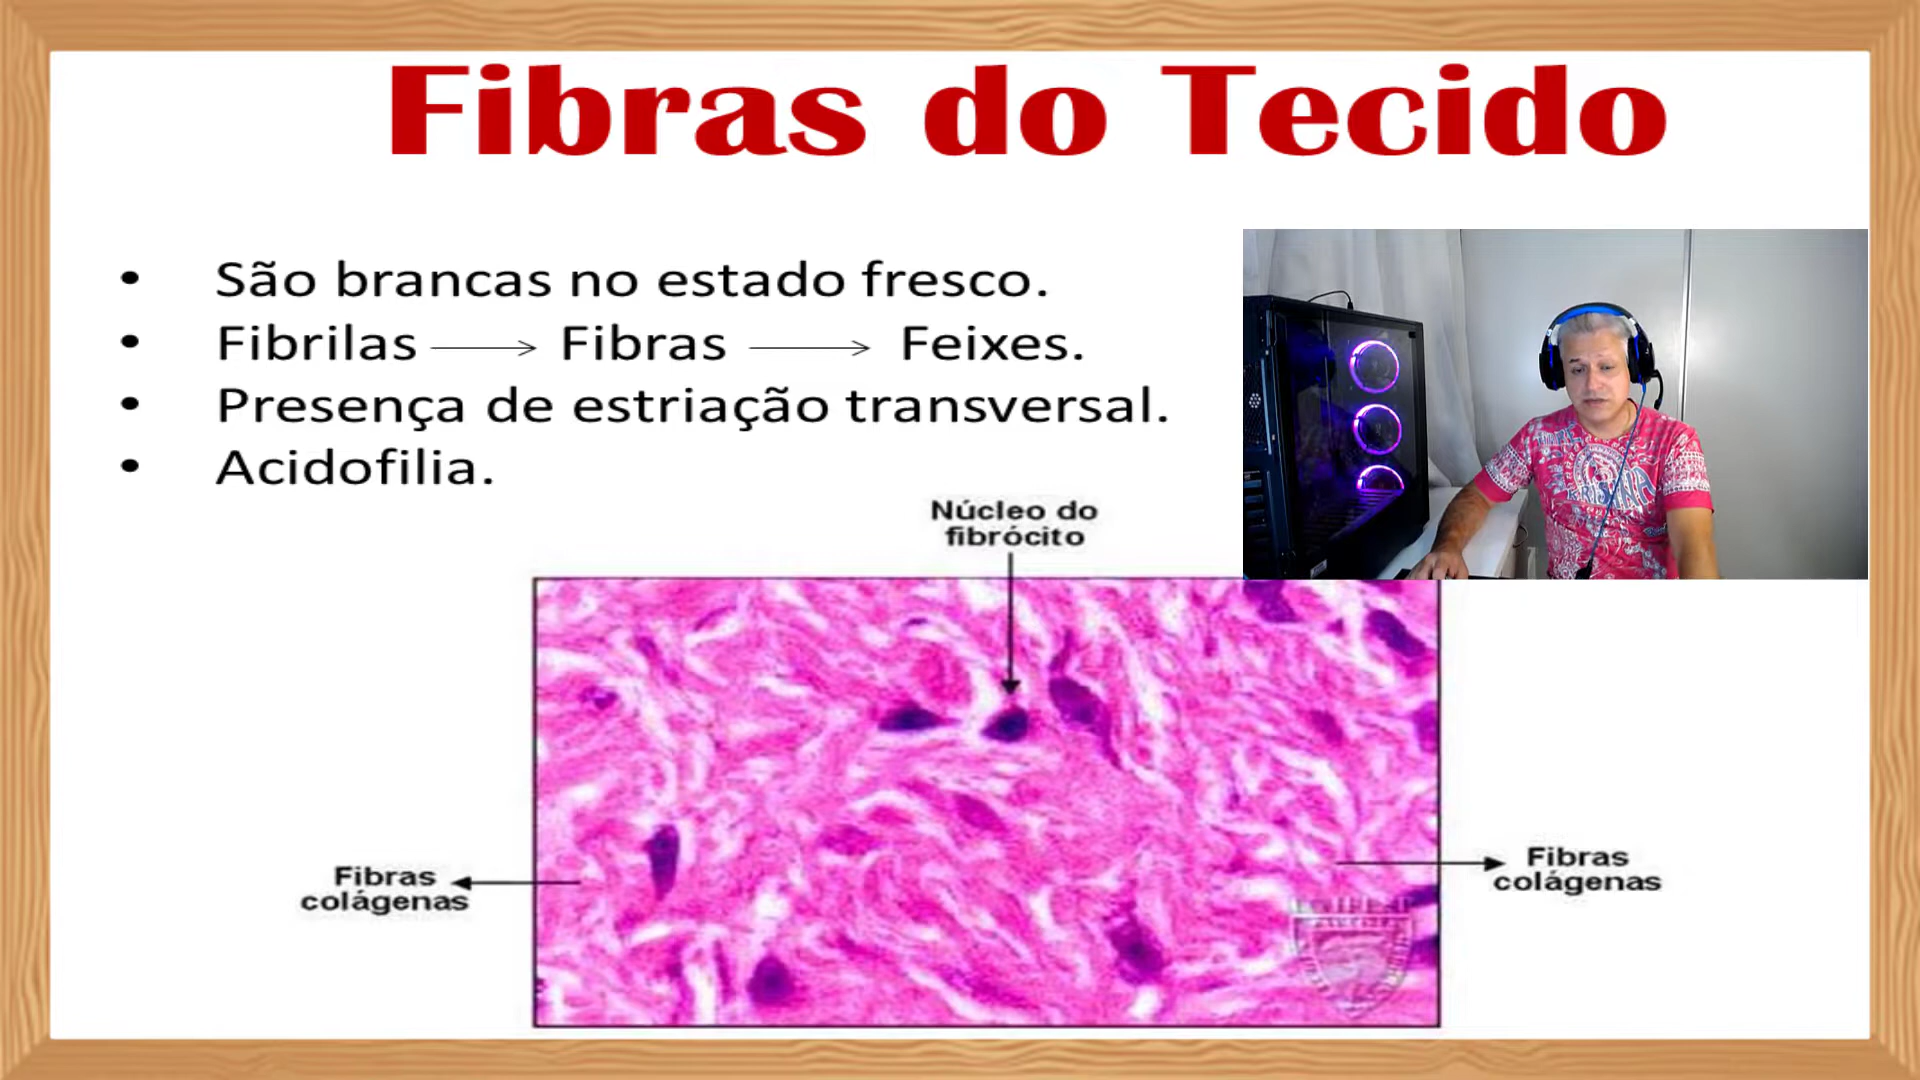 Fibras do Tecido
• São brancas no estado fresco.
• Fibrilas → Fibras → Feixes.
• Presença de estriação transversal.
• Acidofilia.
Núcleo do
fibrócito
Fibras
colágenas
Fibras
colágenas